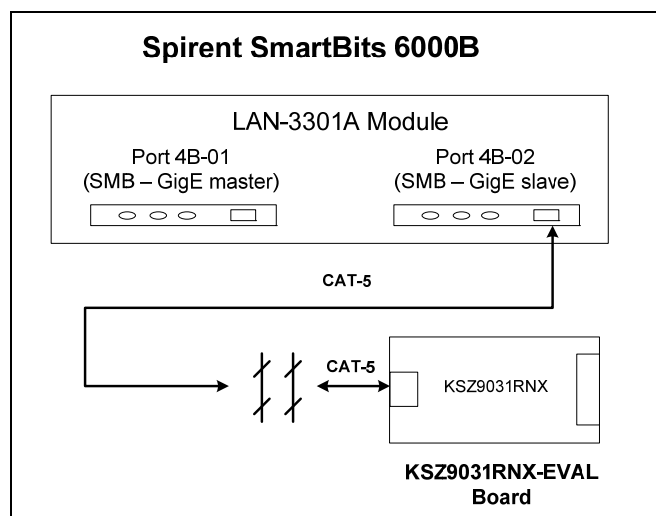 Spirent SmartBits 6000B
LAN-3301A Module
Port 4B-01
(SMB – GigE master)
Port 4B-02
(SMB – GigE slave)
CAT-5
CAT-5
KSZ9031RNX
KSZ9031RNX-EVAL
Board